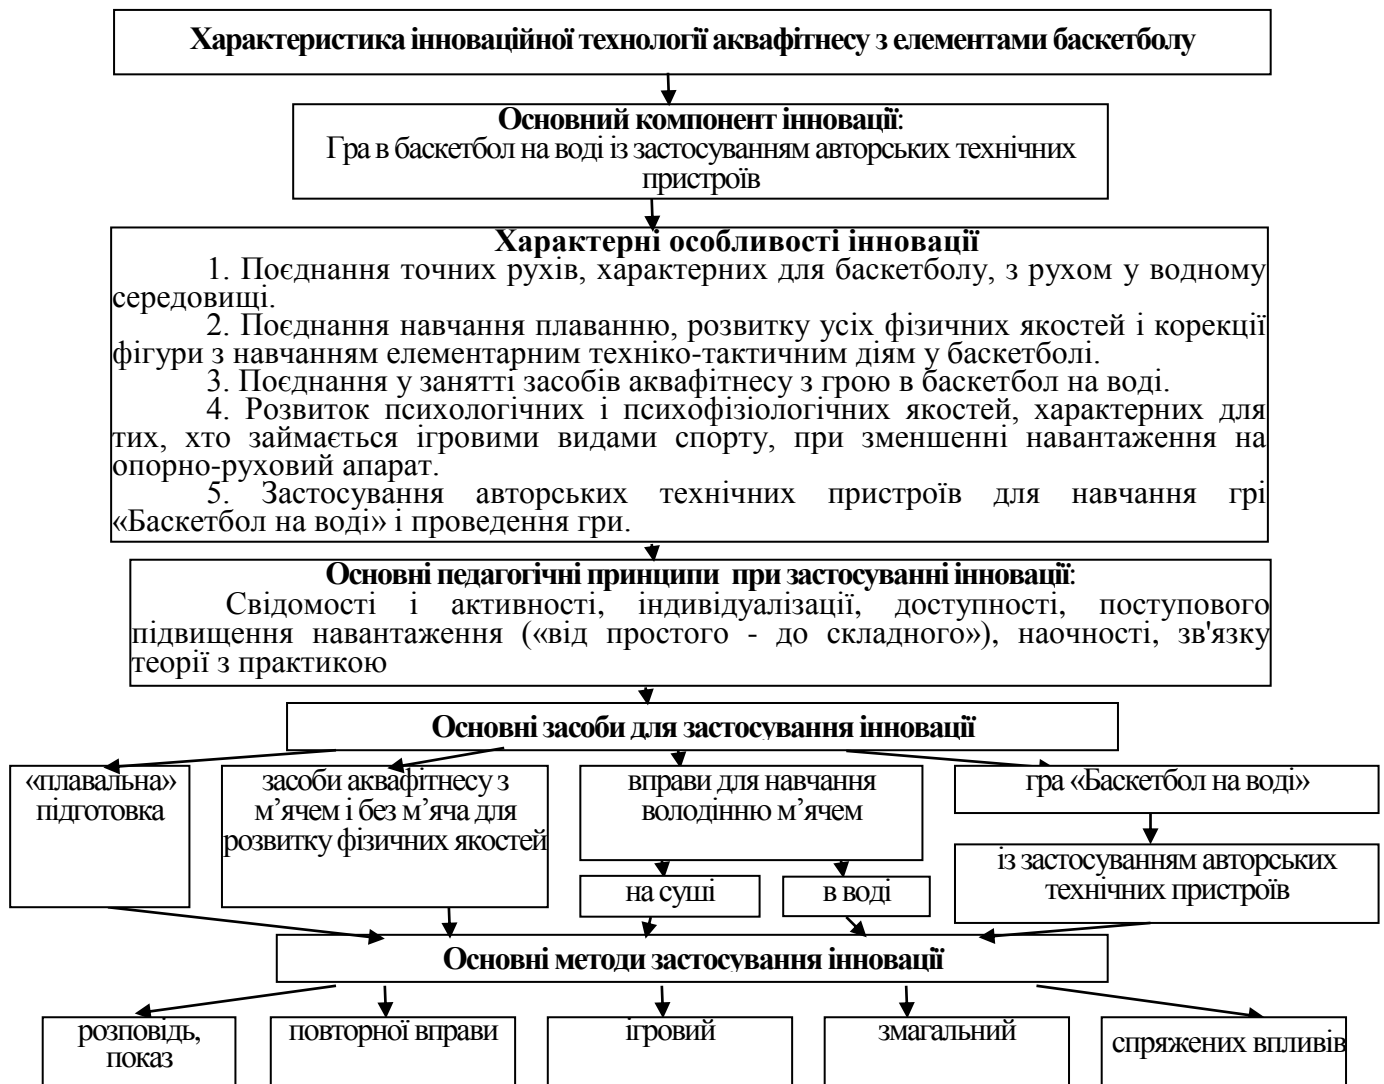 Характеристика інноваційної технології аквафітнесу з елементами баскетболу
Основний компонент інновації:
Гра в баскетбол на воді із застосуванням авторських технічних
пристроїв
Характерні особливості інновації
1. Поєднання точних рухів, характерних для баскетболу, з рухом у водному
середовищі.
2. Поєднання навчання плаванню, розвитку усіх фізичних якостей і корекції
фігури з навчанням елементарним техніко-тактичним діям у баскетболі.
3. Поєднання у занятті засобів аквафітнесу з грою в баскетбол на воді.
4. Розвиток психологічних і психофізіологічних якостей, характерних для
тих, хто займається ігровими видами спорту, при зменшенні навантаження на
опорно-руховий апарат.
5. Застосування авторських технічних пристроїв для навчання грі
«Баскетбол на воді» і проведення гри.
Основні педагогічні принципи при застосуванні інновації:
Свідомості і активності, індивідуалізації, доступності, поступового
підвищення навантаження («від простого - до складного»), наочності, зв'язку
теорії з практикою
Основні засоби для застосування інновації
«плавальна»
підготовка
засоби аквафітнесу з
м’ячем і без м’яча для
розвитку фізичних якостей
вправи для навчання
володінню м’ячем
на суші
в воді
гра «Баскетбол на воді»
із застосуванням авторських
технічних пристроїв
Основні методи застосування інновації
розповідь,
показ
повторної вправи
ігровий
змагальний
спряжених впливів